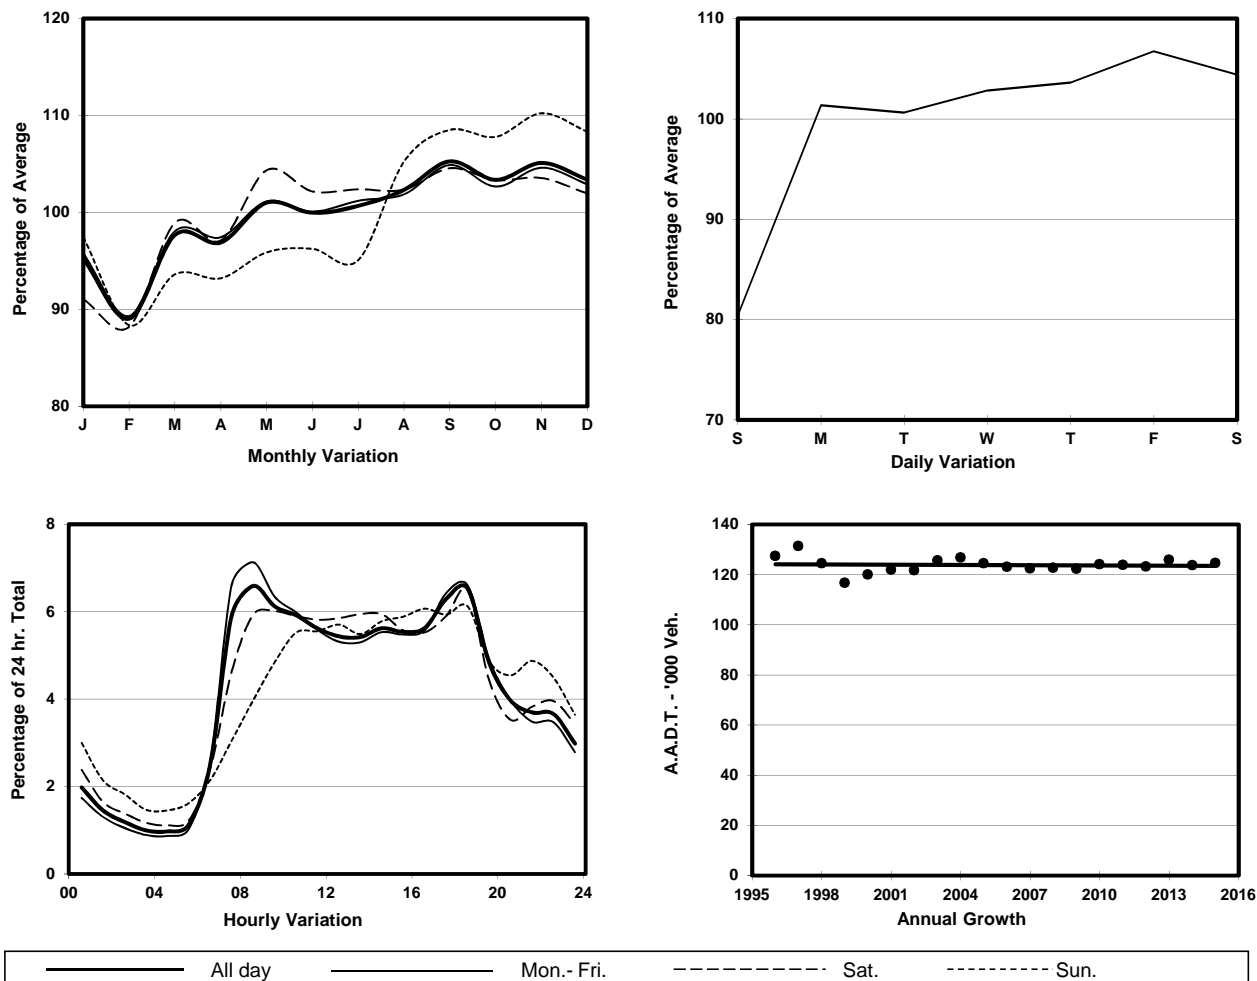 120
110
100
90
80
Percentage of Average
J F M A M J J A S O N D
Monthly Variation
110
100
90
80
70
Percentage of Average
S M T W T F S
Daily Variation
8
6
4
2
0
Percentage of 24 hr. Total
00 04 08 12 16 20 24
Hourly Variation
140
120
100
80
60
40
20
0
A.A.D.T. - '000 Veh.
1995 1998 2001 2004 2007 2010 2013 2016
Annual Growth
All day Mon.- Fri. Sat. Sun.